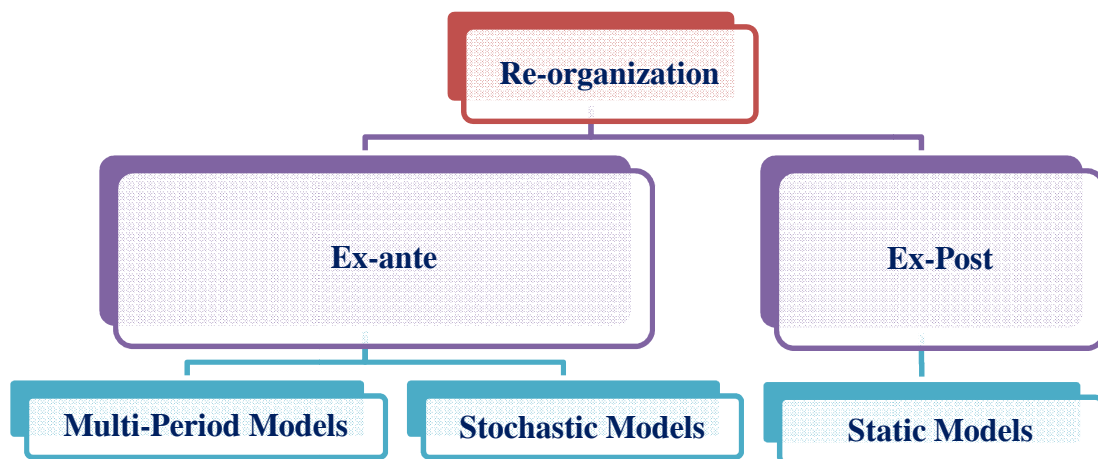 Re-organization
Ex-ante
Ex-Post
Multi-Period Models
Stochastic Models
Static Models